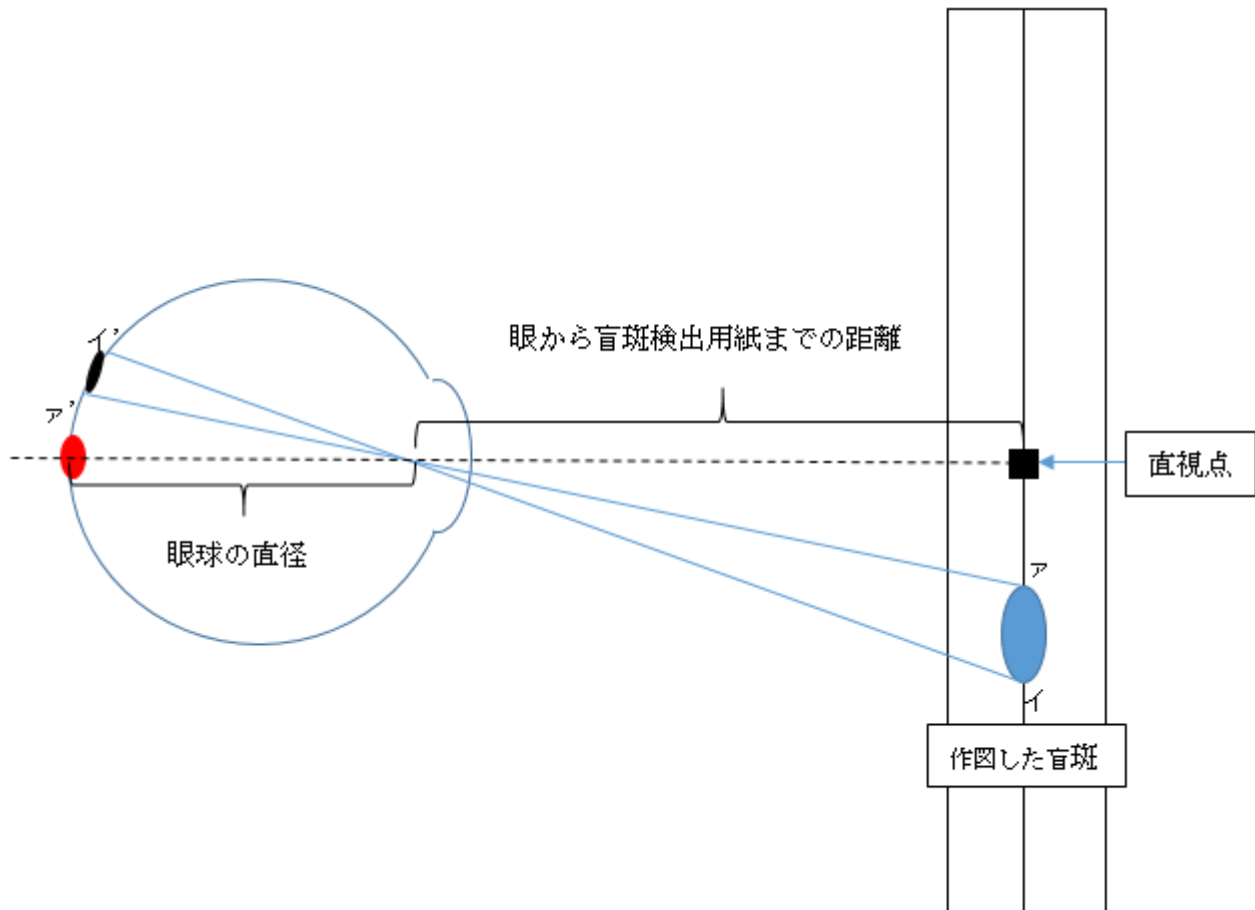 眼から盲斑検出用紙までの距離
イ'
ア'
直視点
眼球の直径
ア
イ
作図した盲斑